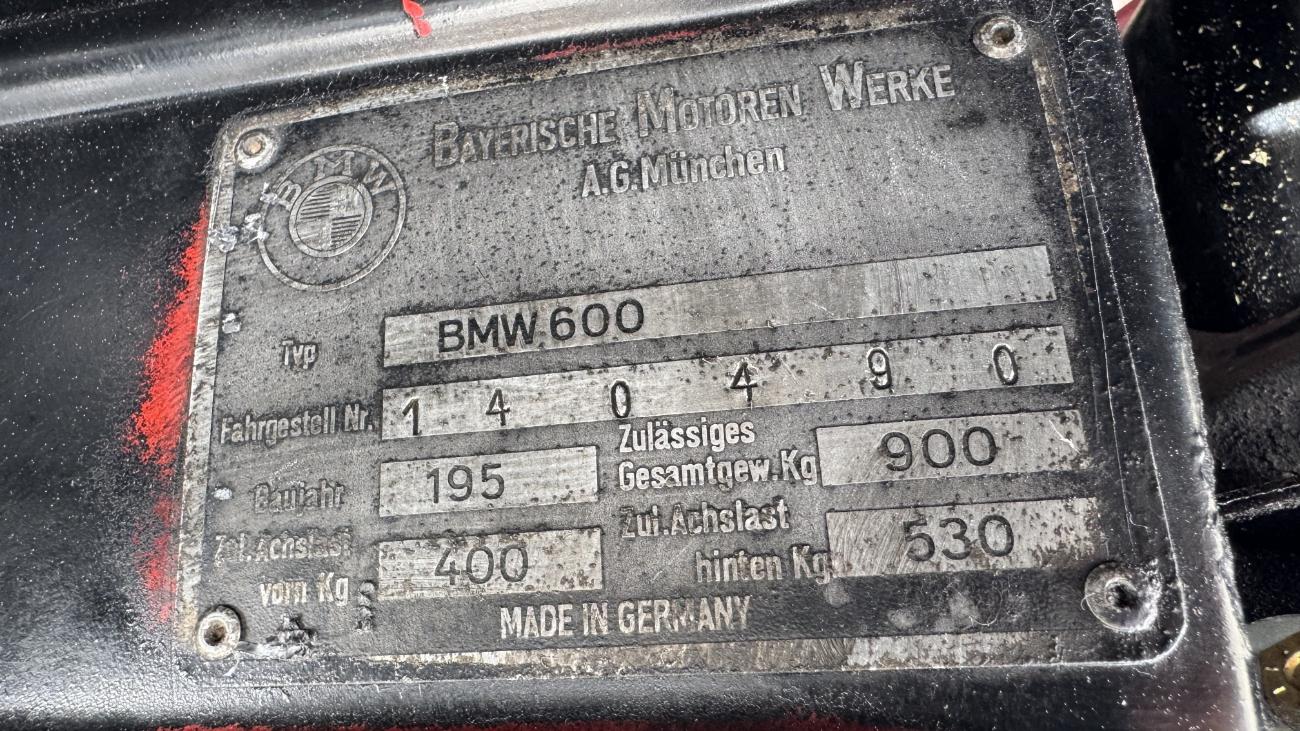 BMW
BAYERISCHE MOTOREN WERKE
A.G. München
Typ BMW.600
Fahrgestell Nr. 1 4 0 4 9 0
Baujahr 195 Zulässiges Gesamtgew. Kg 900
Zul. Achslast vorn Kg 400 Zul. Achslast hinten Kg 530
MADE IN GERMANY